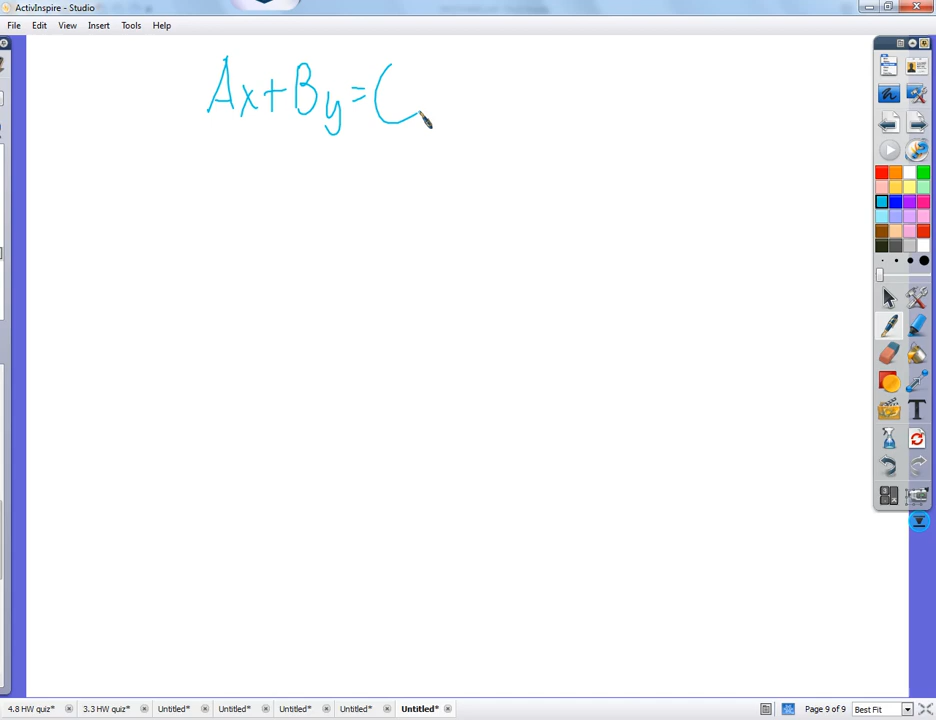 ActivInspire - Studio
File Edit View Insert Tools Help
Ax+By=C
T
4.8 HW quiz* 3.3 HW quiz* Untitled* Untitled* Untitled* Untitled* Untitled* Page 9 of 9 Best Fit